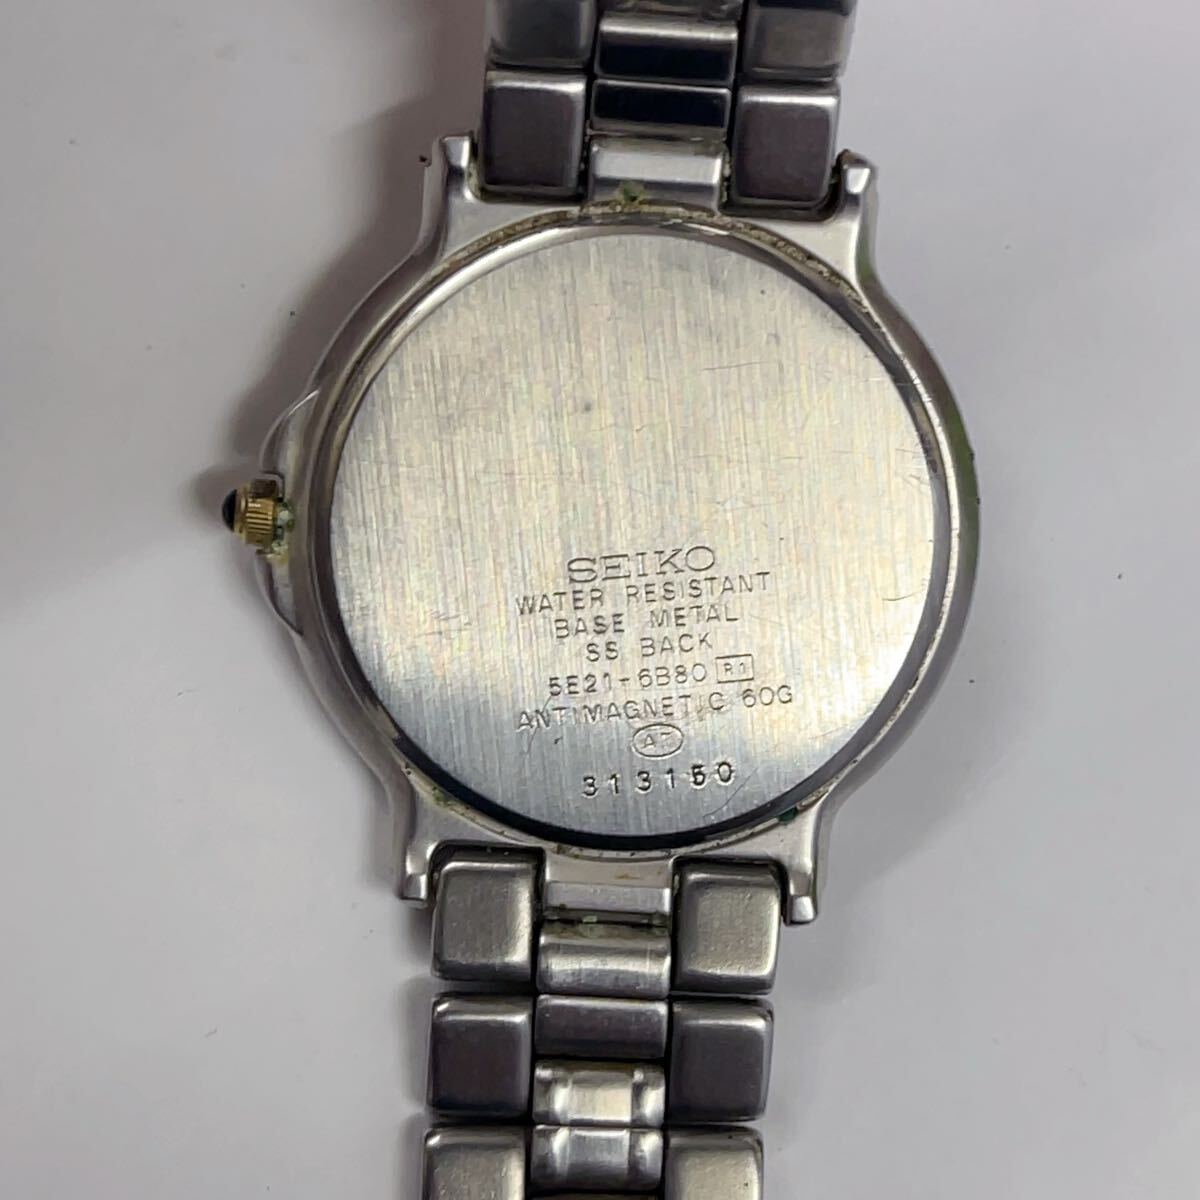 SEIKO
WATER RESISTANT
BASE METAL
SS BACK
5E21-6B80 R1
ANTIMAGNETIC 60G
313150